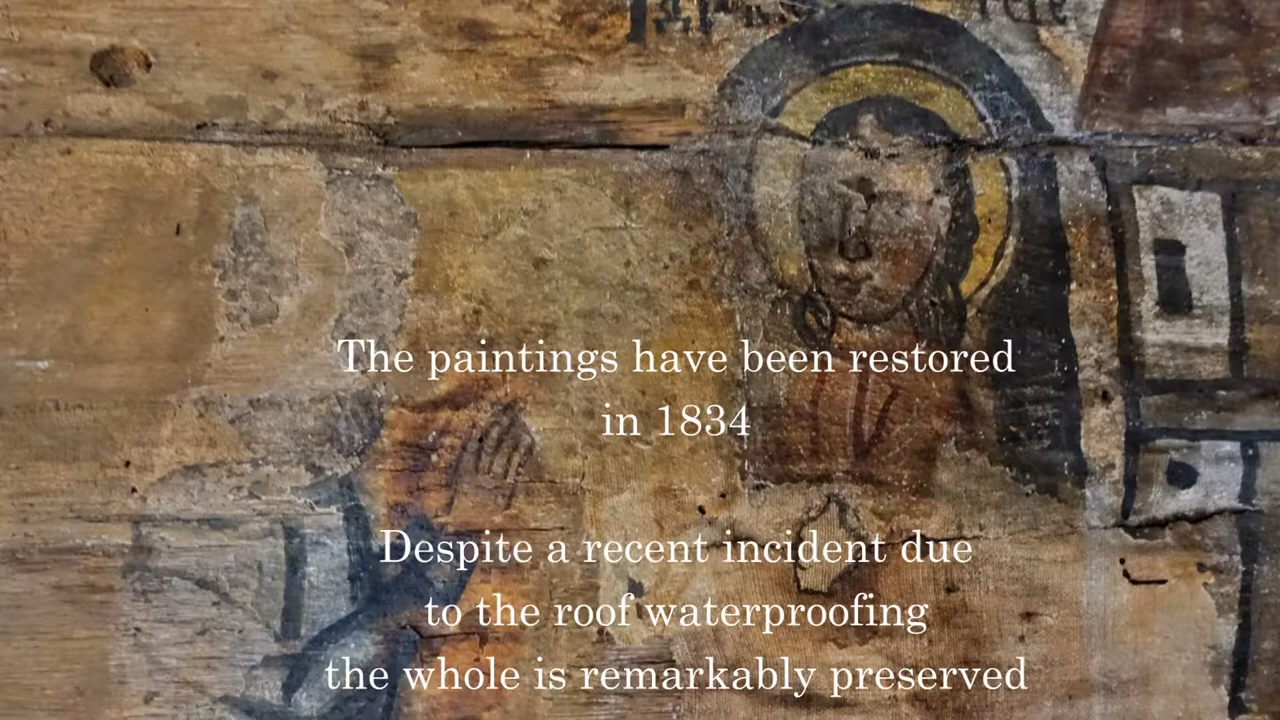 The paintings have been restored
in 1834
Despite a recent incident due
to the roof waterproofing
the whole is remarkably preserved